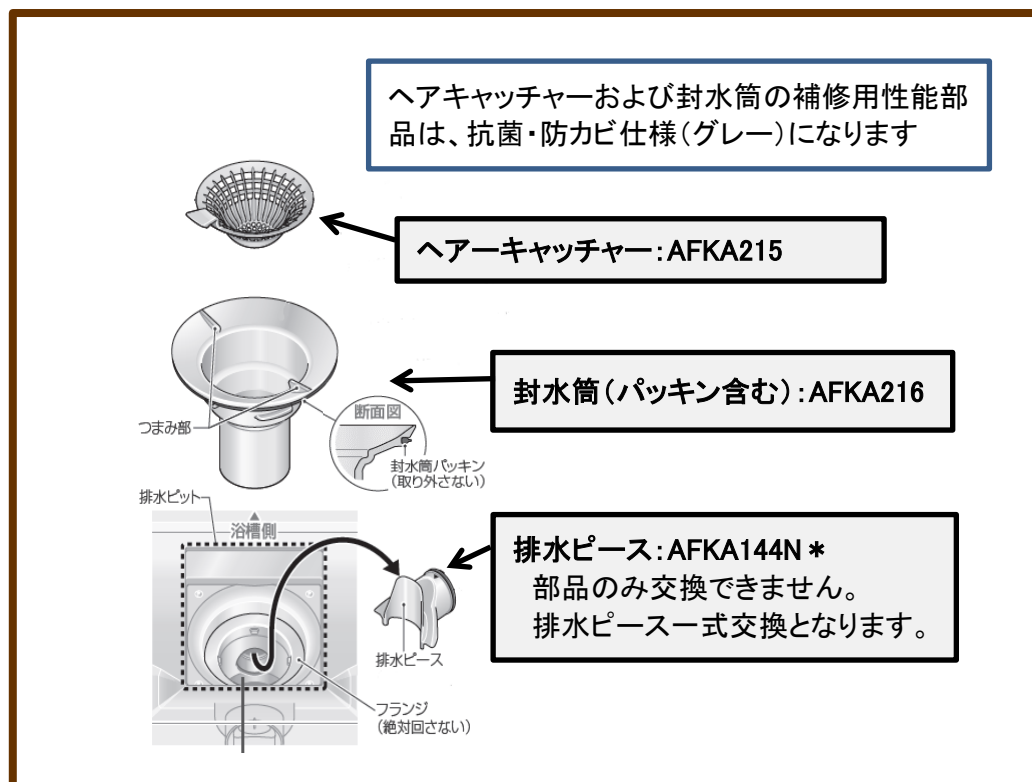 ヘアキャッチャーおよび封水筒の補修用性能部
品は、抗菌・防カビ仕様(グレー)になります
ヘアーキャッチャー:AFKA215
封水筒(パッキン含む):AFKA216
つまみ部
断面図
封水筒パッキン
(取り外さない)
排水ピット
浴槽側
排水ピース:AFKA144N*
部品のみ交換できません。
排水ピース一式交換となります。
排水ピース
フランジ
(絶対回さない)